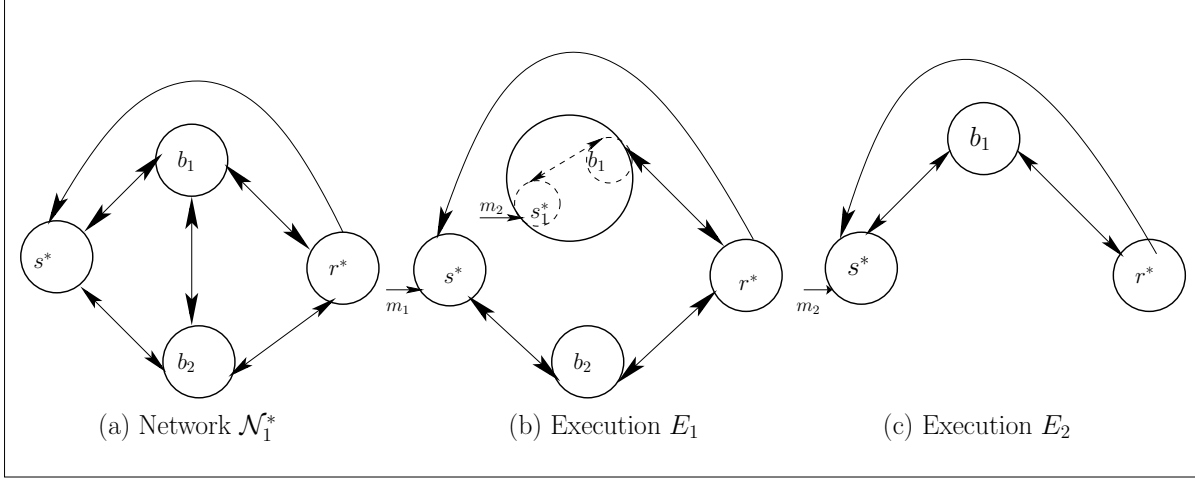 b₁
s*
r*
b₂
(a) Network 𝒩₁*
b₁
m₂
s₁*
s*
m₁
r*
b₂
(b) Execution E₁
b₁
s*
m₂
r*
(c) Execution E₂